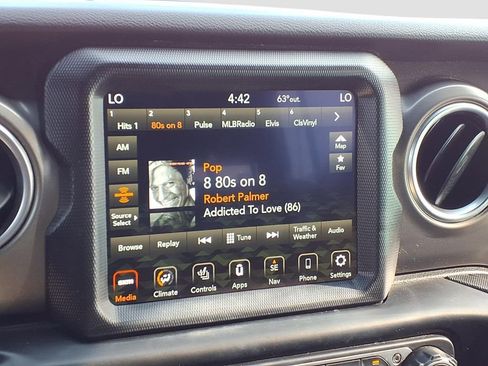 LO 4:42 63°out. LO
1 2 3 4 5 6
Hits 1 80s on 8 Pulse MLBRadio Elvis ClsVinyl
AM
Map
FM
Fav
Pop
8 80s on 8
Robert Palmer
Addicted To Love (86)
Source
Select
Browse Replay Tune Traffic & Weather Audio
SE
Media Climate Controls Apps Nav Phone Settings